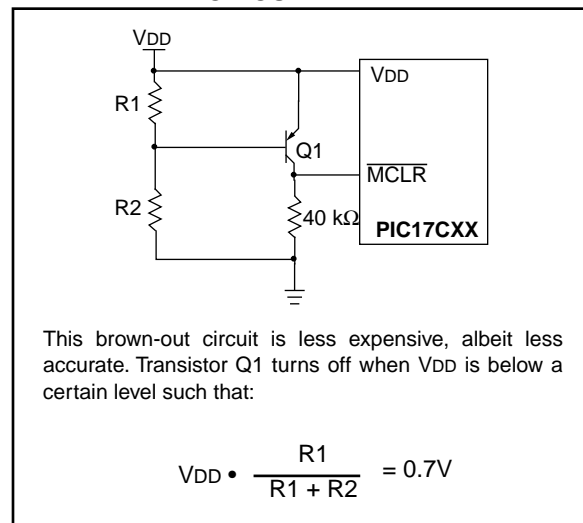 VDD
VDD
R1
Q1
MCLR
R2
40 kΩ
PIC17CXX
This brown-out circuit is less expensive, albeit less
accurate. Transistor Q1 turns off when VDD is below a
certain level such that:
R1
VDD • = 0.7V
R1 + R2